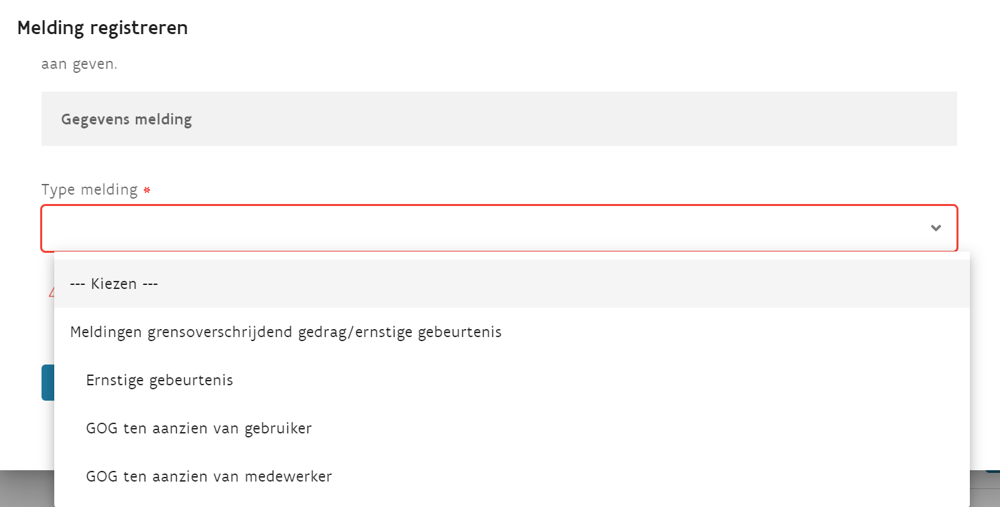 Melding registreren
aan geven.
Gegevens melding
Type melding *
--- Kiezen ---
Meldingen grensoverschrijdend gedrag/ernstige gebeurtenis
Ernstige gebeurtenis
GOG ten aanzien van gebruiker
GOG ten aanzien van medewerker